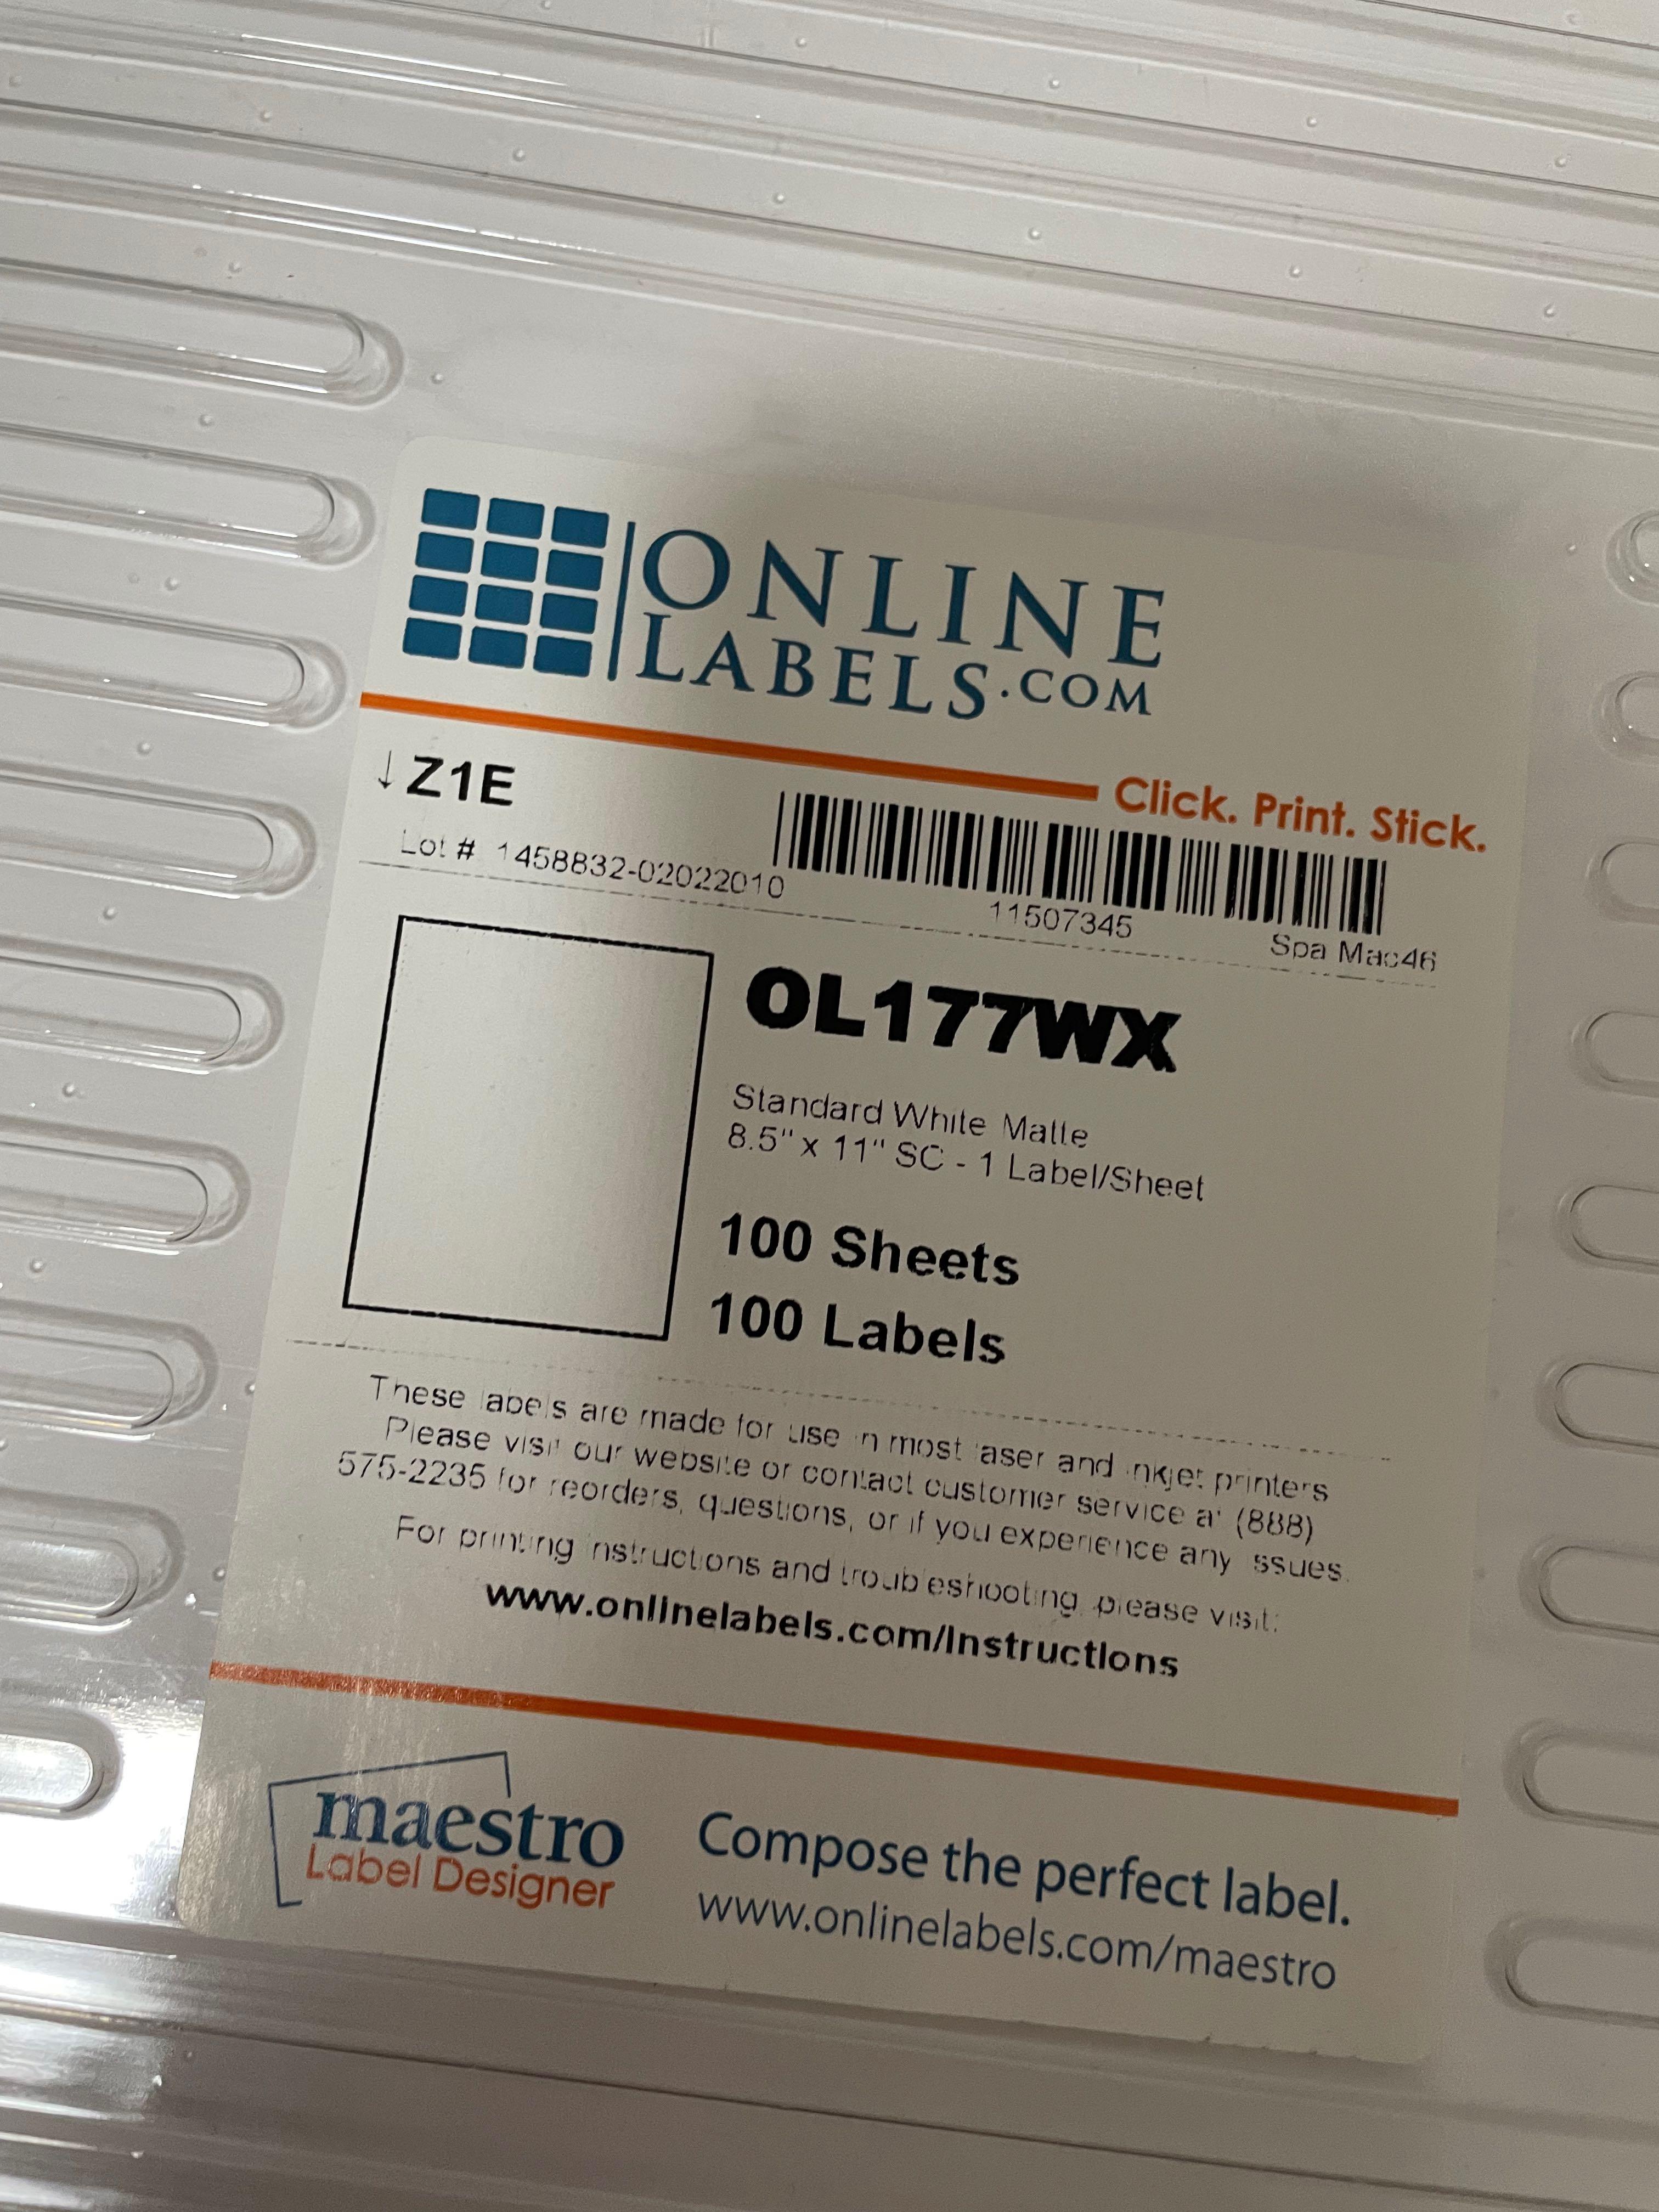 ONLINE
LABELS.COM
Click. Print. Stick.
↓ Z1E
Lot # 1458832-02022010
11507345
Spa Mac46
OL177WX
Standard White Matte
8.5" x 11" SC - 1 Label/Sheet
100 Sheets
100 Labels
These labels are made for use in most laser and inkjet printers
Please visit our website or contact customer service at (888)
575-2235 for reorders, questions, or if you experience any issues.
For printing instructions and troubleshooting please visit:
www.onlinelabels.com/Instructions
maestro
Label Designer
Compose the perfect label.
www.onlinelabels.com/maestro